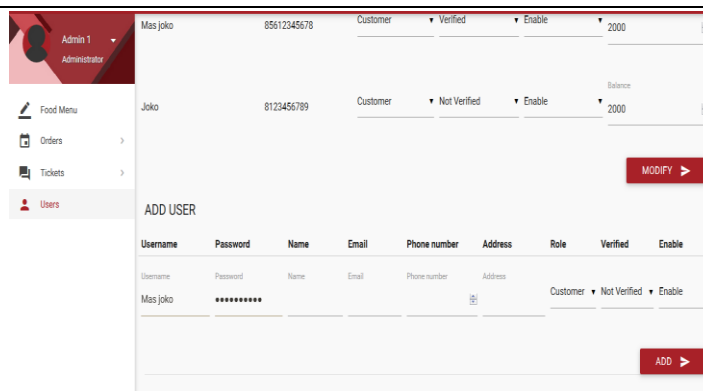 Mas joko 85612345678 Customer Verified Enable 2000
Admin 1
Administrator
Balance
Joko 8123456789 Customer Not Verified Enable 2000
Food Menu
Orders
Tickets
Users
MODIFY
ADD USER
Username Password Name Email Phone number Address Role Verified Enable
Username Password Name Email Phone number Address
Mas joko •••••••••• Customer Not Verified Enable
ADD